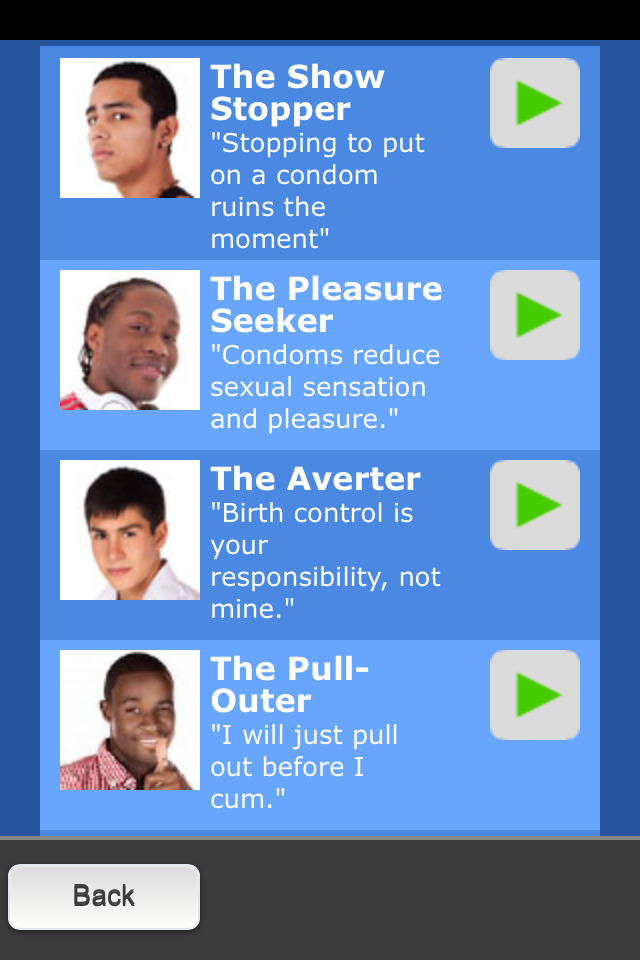 The Show
Stopper
"Stopping to put
on a condom
ruins the
moment"
The Pleasure
Seeker
"Condoms reduce
sexual sensation
and pleasure."
The Averter
"Birth control is
your
responsibility, not
mine."
The Pull-
Outer
"I will just pull
out before I
cum."
Back